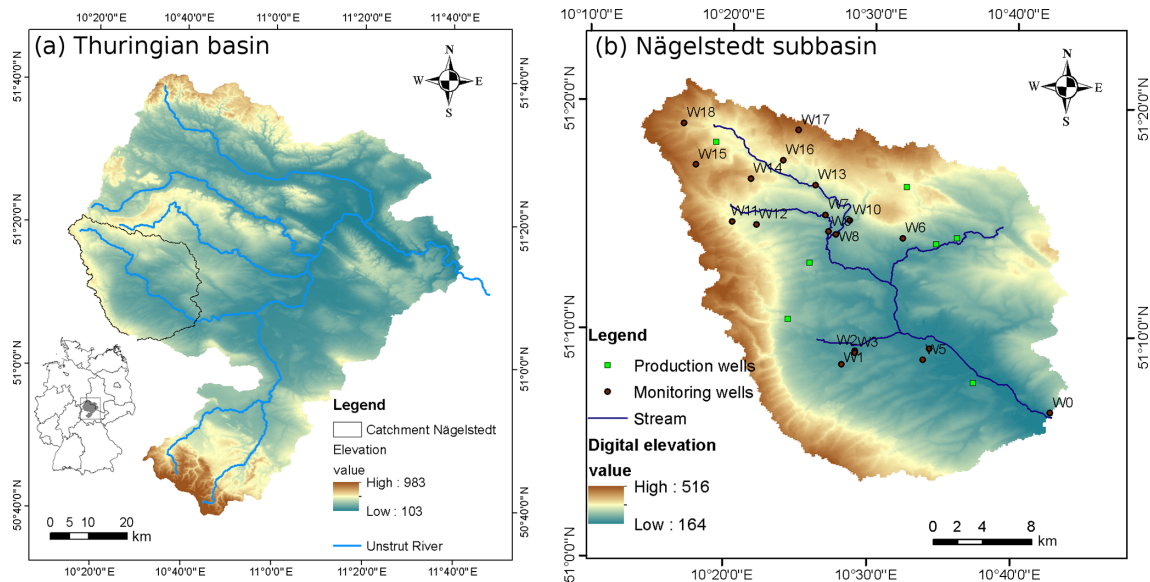 10°20'0"E
10°40'0"E
11°0'0"E
11°20'0"E
(a) Thuringian basin
N
W
E
S
51°40'0"N
51°40'0"N
51°20'0"N
51°20'0"N
51°0'0"N
51°0'0"N
50°40'0"N
50°40'0"N
Legend
Catchment Nägelstedt
Elevation
value
High : 983
Low : 103
Unstrut River
0 5 10 20
km
10°20'0"E
10°40'0"E
11°0'0"E
11°20'0"E
11°40'0"E
10°10'0"E
10°20'0"E
10°30'0"E
10°40'0"E
(b) Nägelstedt subbasin
N
W
E
S
51°20'0"N
51°20'0"N
51°10'0"N
51°10'0"N
51°0'0"N
51°0'0"N
W18
W17
W15
W16
W14
W13
W11
W12
W7
W10
W8
W6
W2
W3
W1
W5
W0
Legend
Production wells
Monitoring wells
Stream
Digital elevation
value
High : 516
Low : 164
0 2 4 8
km
10°20'0"E
10°30'0"E
10°40'0"E